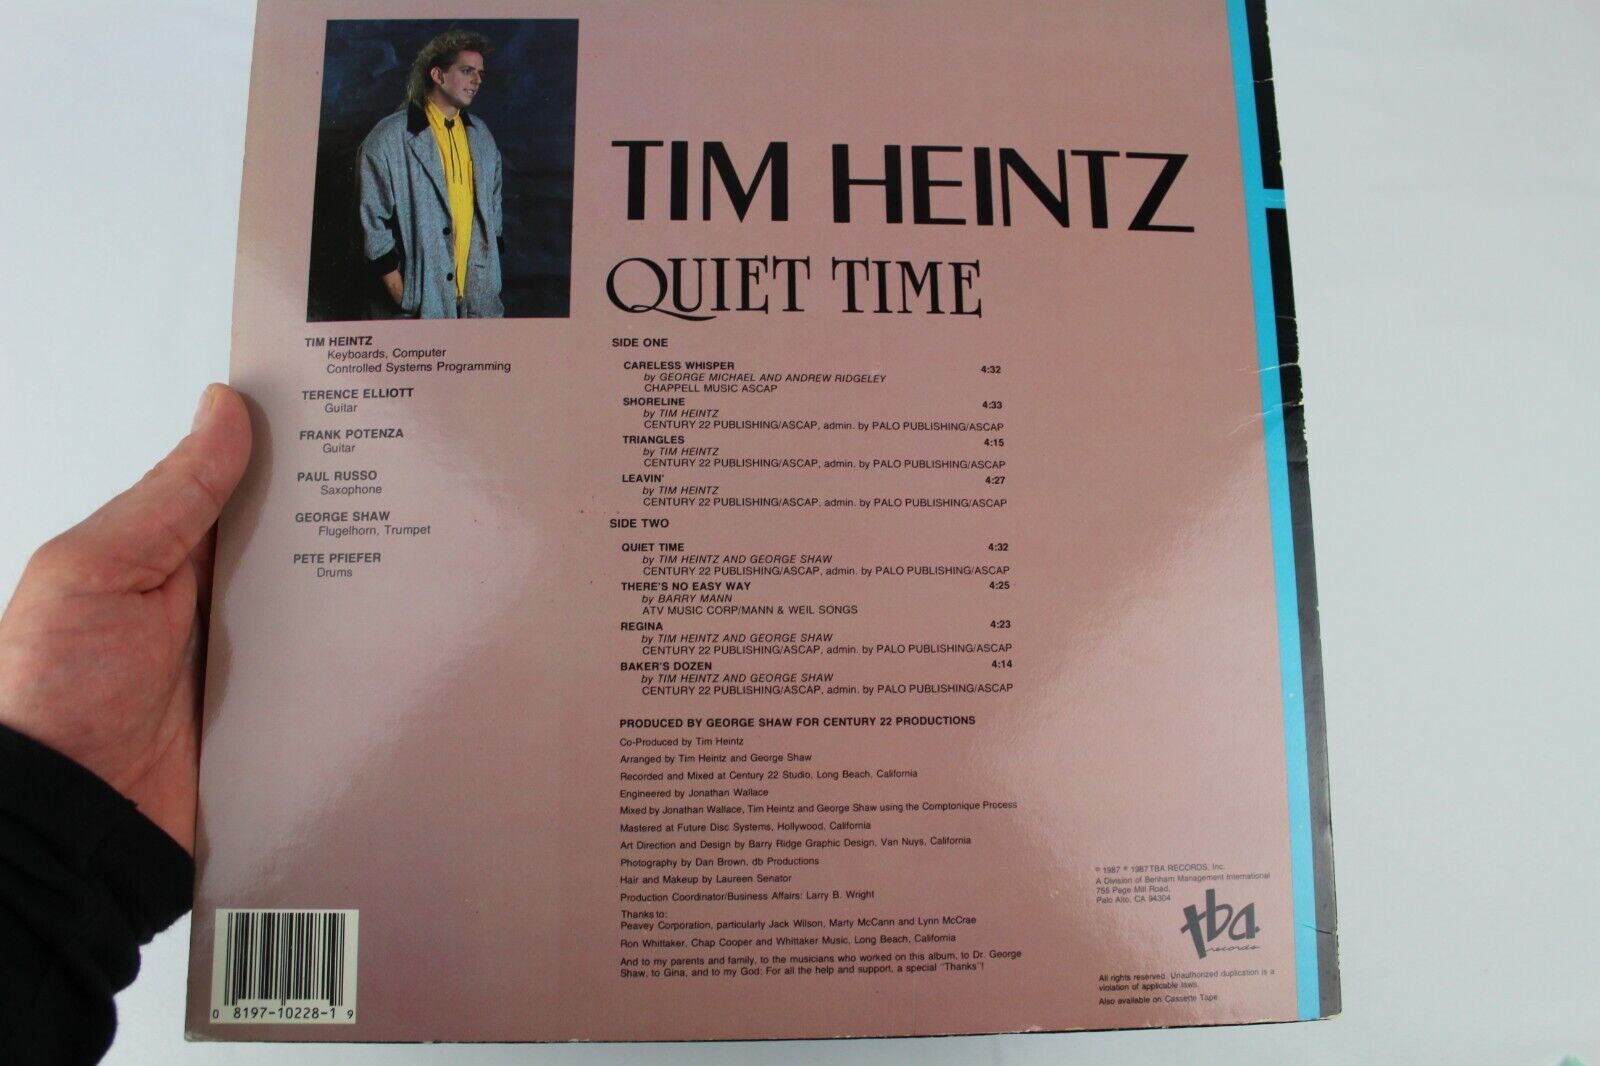 TIM HEINTZ
QUIET TIME
TIM HEINTZ
Keyboards, Computer
Controlled Systems Programming
TERENCE ELLIOTT
Guitar
FRANK POTENZA
Guitar
PAUL RUSSO
Saxophone
GEORGE SHAW
Flugelhorn, Trumpet
PETE PFIEFER
Drums
SIDE ONE
CARELESS WHISPER 4:32
by GEORGE MICHAEL AND ANDREW RIDGELEY
CHAPPELL MUSIC ASCAP
SHORELINE 4:33
by TIM HEINTZ
CENTURY 22 PUBLISHING/ASCAP, admin. by PALO PUBLISHING/ASCAP
TRIANGLES 4:15
by TIM HEINTZ
CENTURY 22 PUBLISHING/ASCAP, admin. by PALO PUBLISHING/ASCAP
LEAVIN' 4:27
by TIM HEINTZ
CENTURY 22 PUBLISHING/ASCAP, admin. by PALO PUBLISHING/ASCAP
SIDE TWO
QUIET TIME 4:32
by TIM HEINTZ AND GEORGE SHAW
CENTURY 22 PUBLISHING/ASCAP, admin. by PALO PUBLISHING/ASCAP
THERE'S NO EASY WAY 4:25
by BARRY MANN
ATV MUSIC CORP/MANN & WEIL SONGS
REGINA 4:23
by TIM HEINTZ AND GEORGE SHAW
CENTURY 22 PUBLISHING/ASCAP, admin. by PALO PUBLISHING/ASCAP
BAKER'S DOZEN 4:14
by TIM HEINTZ AND GEORGE SHAW
CENTURY 22 PUBLISHING/ASCAP, admin. by PALO PUBLISHING/ASCAP
PRODUCED BY GEORGE SHAW FOR CENTURY 22 PRODUCTIONS
Co-Produced by Tim Heintz
Arranged by Tim Heintz and George Shaw
Recorded and Mixed at Century 22 Studio, Long Beach, California
Engineered by Jonathan Wallace
Mixed by Jonathan Wallace, Tim Heintz and George Shaw using the Comptonique Process
Mastered at Future Disc Systems, Hollywood, California
Art Direction and Design by Barry Ridge Graphic Design, Van Nuys, California
Photography by Dan Brown, db Productions
Hair and Makeup by Laureen Senator
Production Coordinator/Business Affairs: Larry B. Wright
Thanks to:
Peavey Corporation, particularly Jack Wilson, Marty McCann and Lynn McCrae
Ron Whittaker, Chap Cooper and Whittaker Music, Long Beach, California
And to my parents and family, to the musicians who worked on this album, to Dr. George
Shaw, to Gina, and to my God: For all the help and support, a special "Thanks"!
℗ 1987 © 1987 TBA RECORDS, Inc.
A Division of Benham Management International
755 Page Mill Road,
Palo Alto, CA 94304
tba
records
All rights reserved. Unauthorized duplication is a
violation of applicable laws.
Also available on Cassette Tape
0 8197-10228-1 9